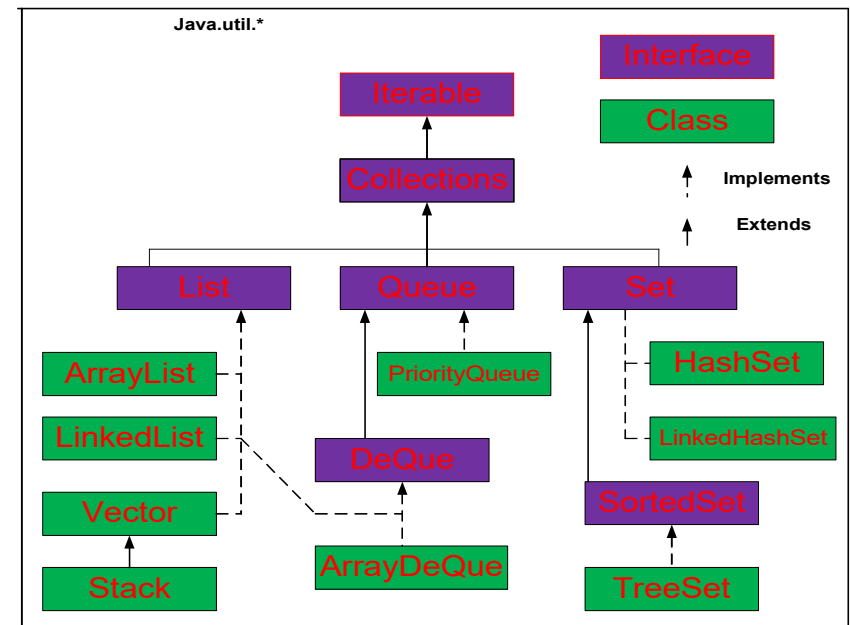 Java.util.*
Interface
Iterable
Class
Collections
Implements
Extends
List
Queue
Set
ArrayList
PriorityQueue
HashSet
LinkedList
DeQue
LinkedHashSet
Vector
SortedSet
Stack
ArrayDeQue
TreeSet